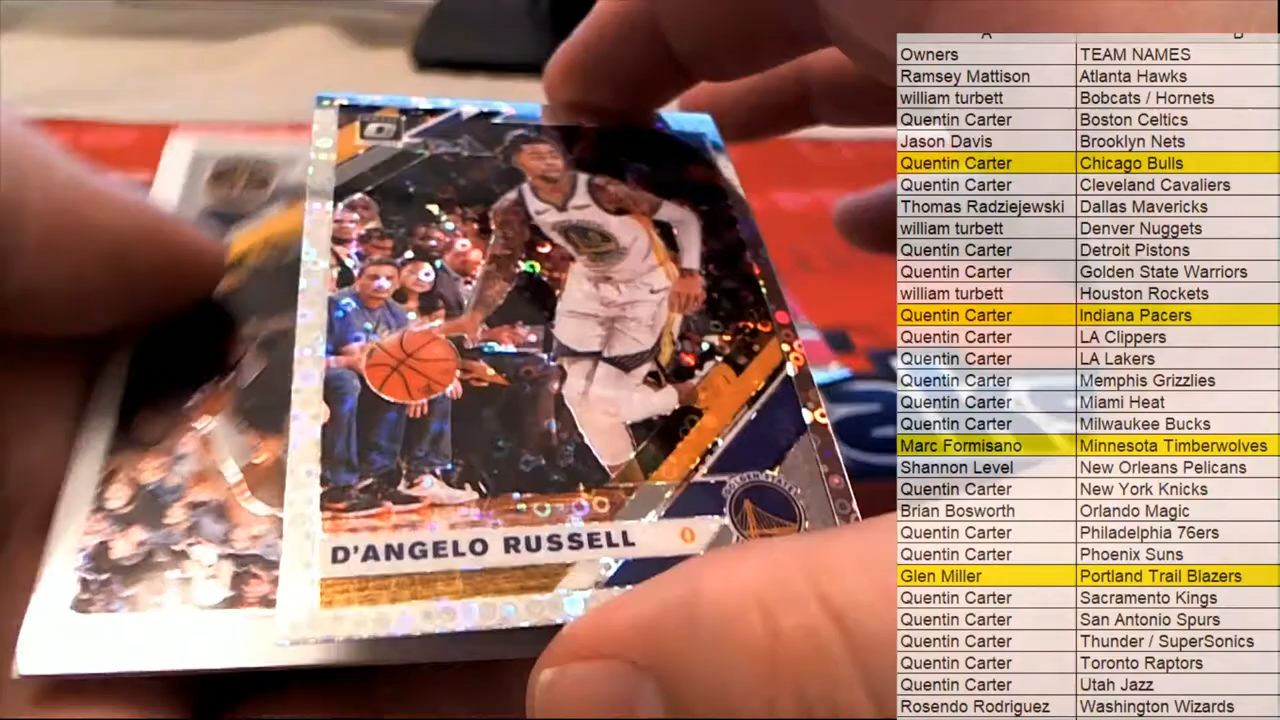 A B
Owners TEAM NAMES
Ramsey Mattison Atlanta Hawks
william turbett Bobcats / Hornets
Quentin Carter Boston Celtics
Jason Davis Brooklyn Nets
Quentin Carter Chicago Bulls
Quentin Carter Cleveland Cavaliers
Thomas Radziejewski Dallas Mavericks
william turbett Denver Nuggets
Quentin Carter Detroit Pistons
Quentin Carter Golden State Warriors
william turbett Houston Rockets
Quentin Carter Indiana Pacers
Quentin Carter LA Clippers
Quentin Carter LA Lakers
Quentin Carter Memphis Grizzlies
Quentin Carter Miami Heat
Quentin Carter Milwaukee Bucks
Marc Formisano Minnesota Timberwolves
Shannon Level New Orleans Pelicans
Quentin Carter New York Knicks
Brian Bosworth Orlando Magic
Quentin Carter Philadelphia 76ers
Quentin Carter Phoenix Suns
Glen Miller Portland Trail Blazers
Quentin Carter Sacramento Kings
Quentin Carter San Antonio Spurs
Quentin Carter Thunder / SuperSonics
Quentin Carter Toronto Raptors
Quentin Carter Utah Jazz
Rosendo Rodriguez Washington Wizards
D'ANGELO RUSSELL 0
GOLDEN STATE